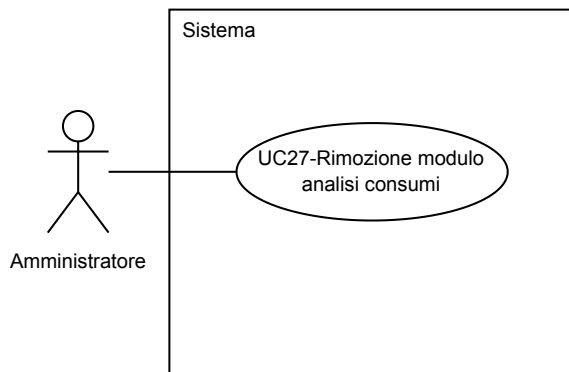 Sistema
UC27-Rimozione modulo
analisi consumi
Amministratore